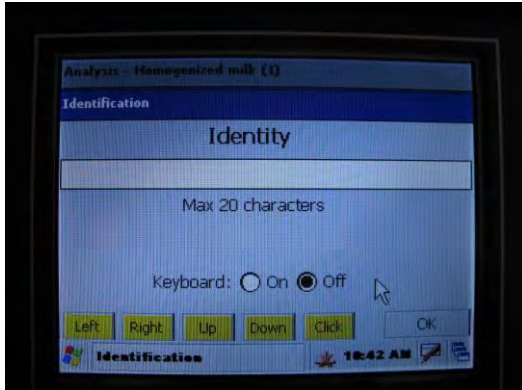 Analysis - Homogenized milk (1)
Identification
Identity
Max 20 characters
Keyboard: On Off
Left Right Up Down Click OK
Identification 10:42 AM